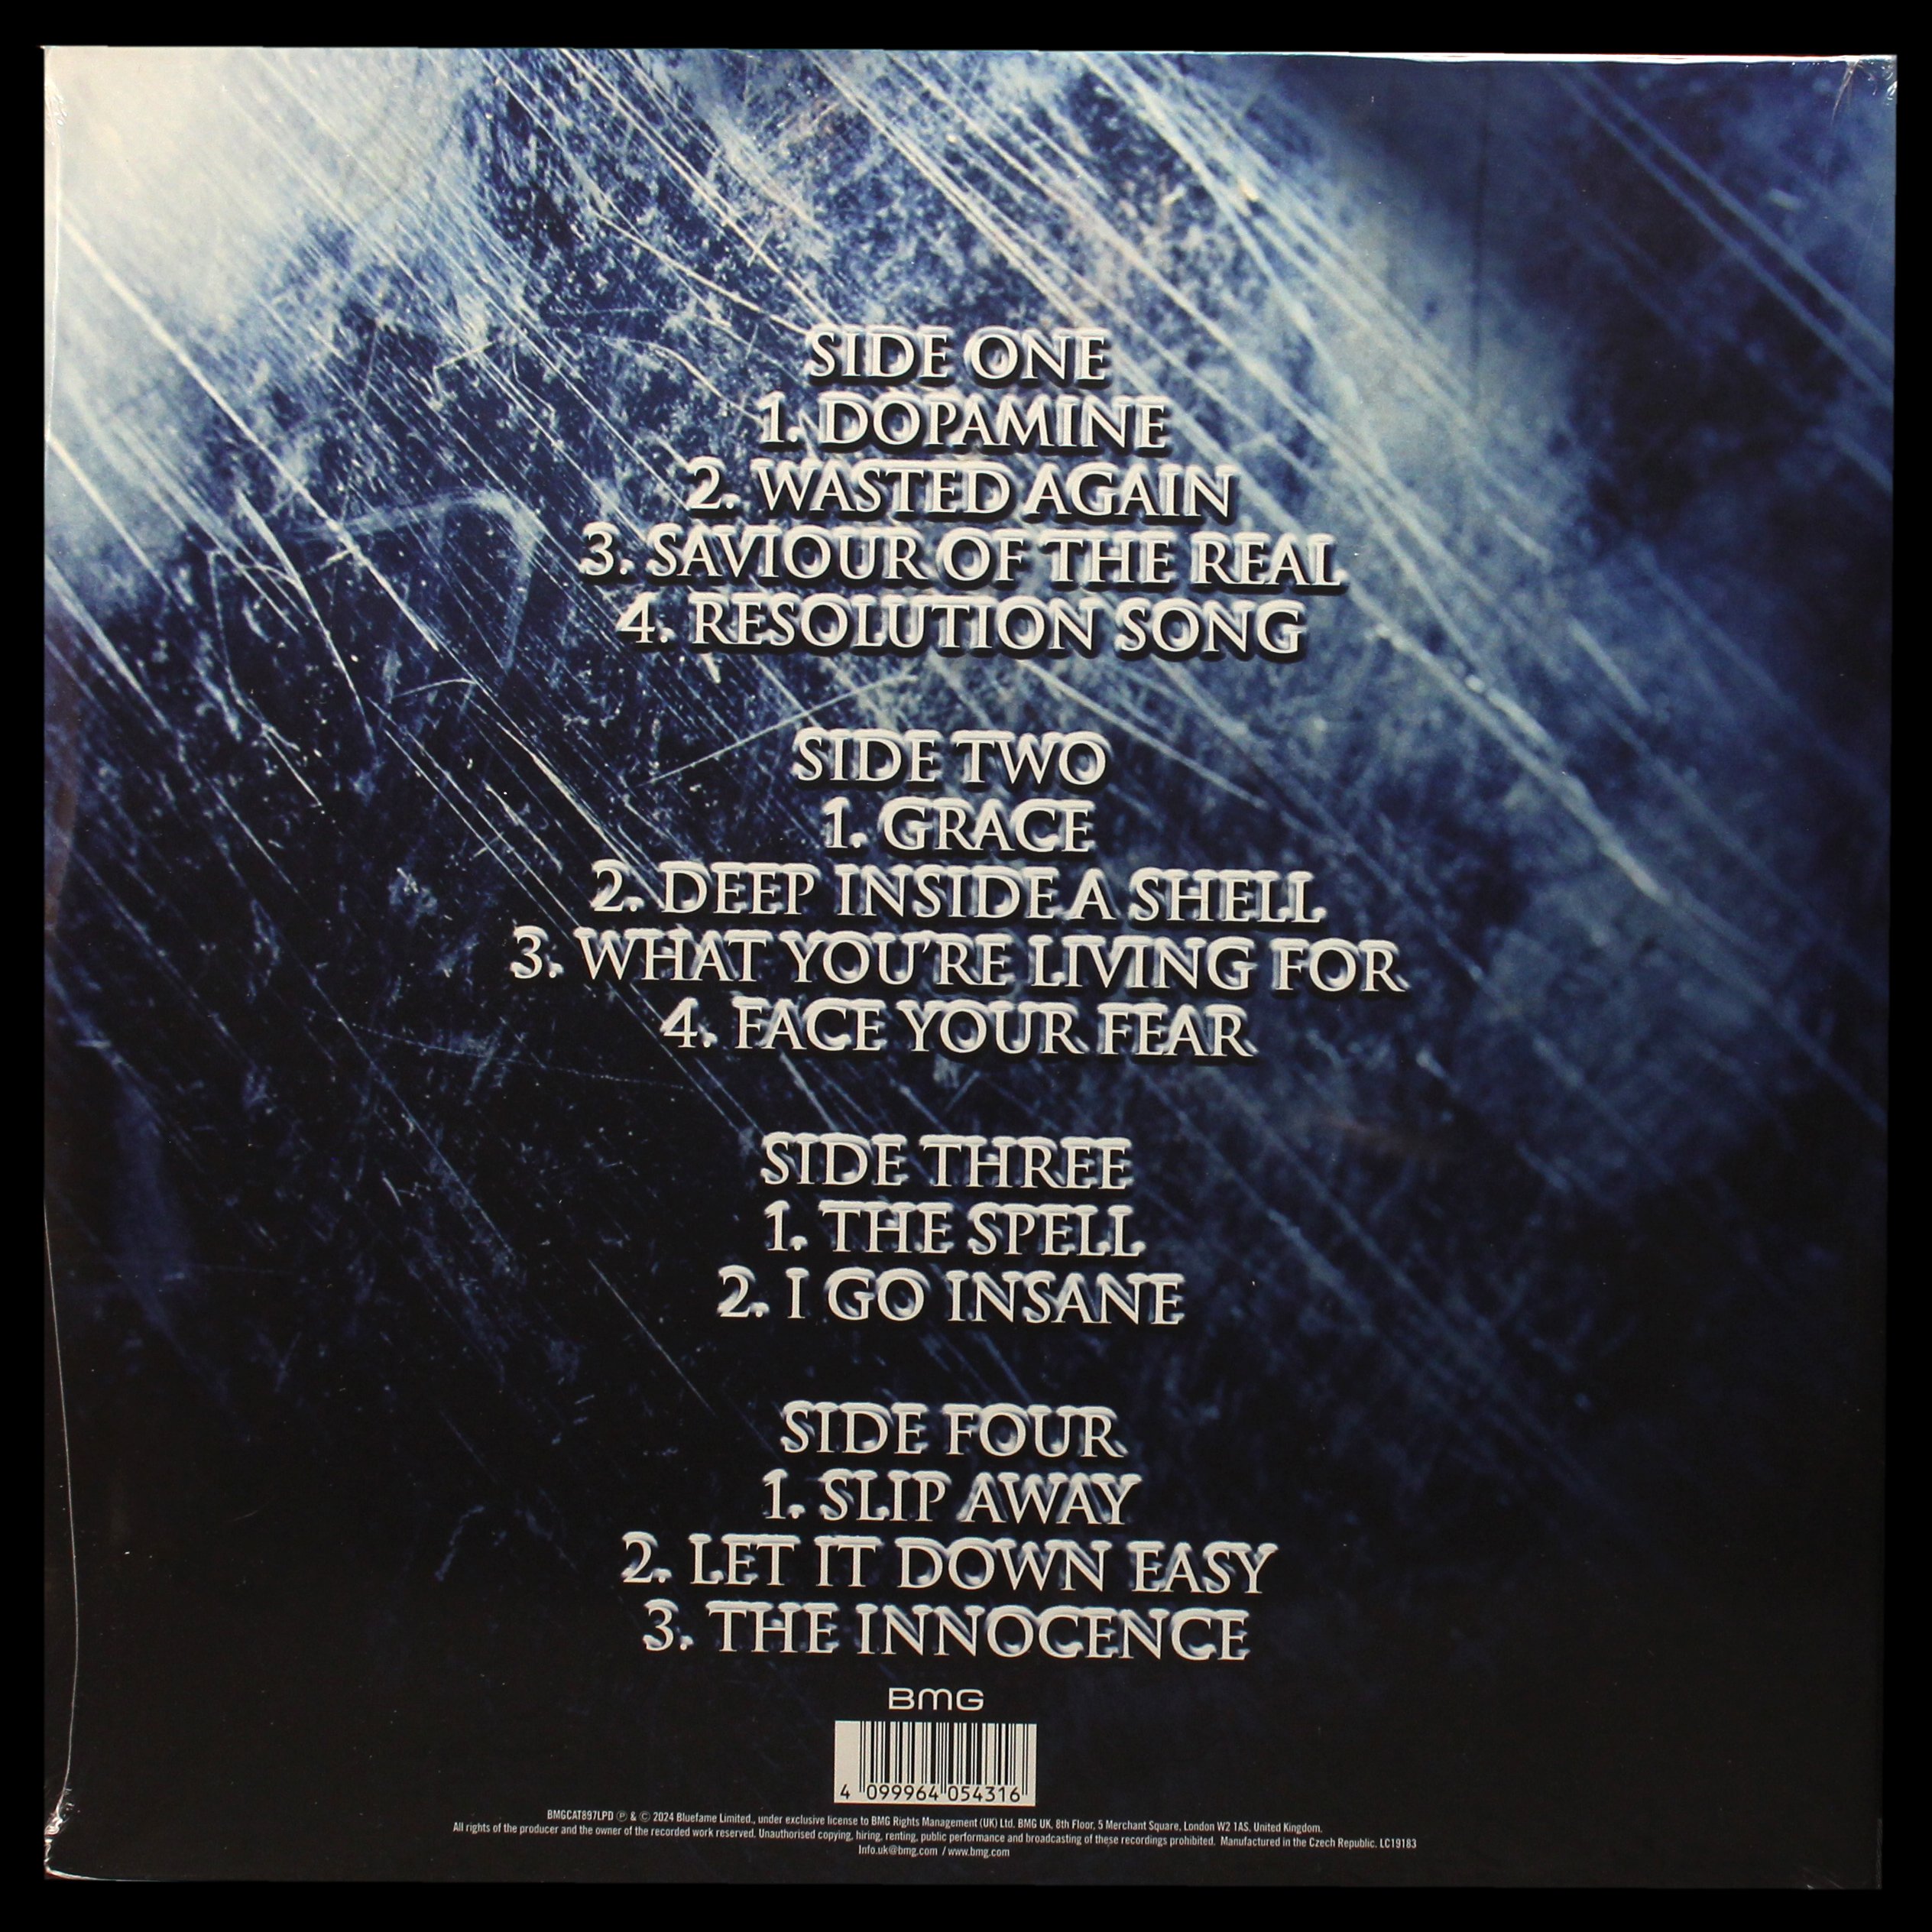 SIDE ONE
1. DOPAMINE
2. WASTED AGAIN
3. SAVIOUR OF THE REAL
4. RESOLUTION SONG
SIDE TWO
1. GRACE
2. DEEP INSIDE A SHELL
3. WHAT YOU'RE LIVING FOR
4. FACE YOUR FEAR
SIDE THREE
1. THE SPELL
2. I GO INSANE
SIDE FOUR
1. SLIP AWAY
2. LET IT DOWN EASY
3. THE INNOCENCE
BMG
4 099964 054316
BMGCAT897LPD ℗ & © 2024 Bluefame Limited., under exclusive license to BMG Rights Management (UK) Ltd. BMG UK, 8th Floor, 5 Merchant Square, London W2 1AS, United Kingdom.
All rights of the producer and the owner of the recorded work reserved. Unauthorised copying, hiring, renting, public performance and broadcasting of these recordings prohibited. Manufactured in the Czech Republic. LC19183
Info.uk@bmg.com / www.bmg.com